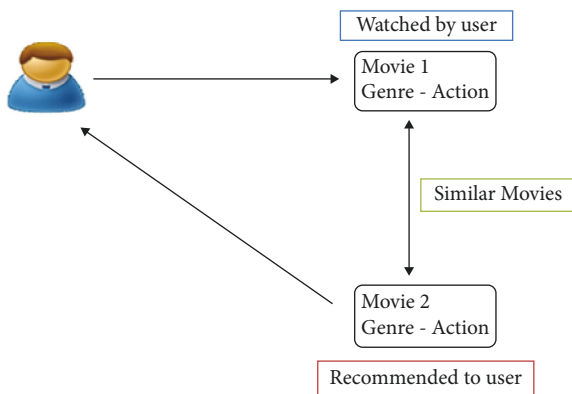 Watched by user
Movie 1
Genre - Action
Similar Movies
Movie 2
Genre - Action
Recommended to user